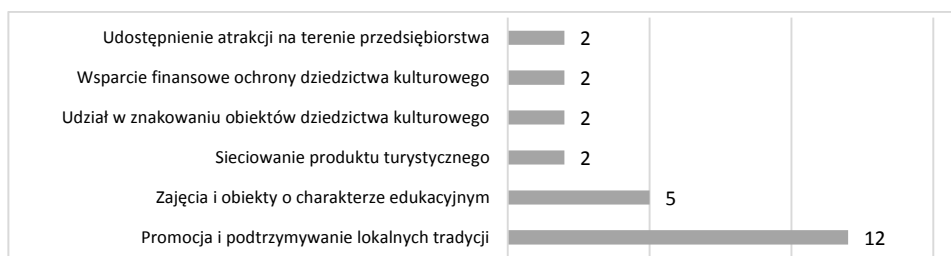 Udostępnienie atrakcji na terenie przedsiębiorstwa 2
Wsparcie finansowe ochrony dziedzictwa kulturowego 2
Udział w znakowaniu obiektów dziedzictwa kulturowego 2
Sieciowanie produktu turystycznego 2
Zajęcia i obiekty o charakterze edukacyjnym 5
Promocja i podtrzymywanie lokalnych tradycji 12